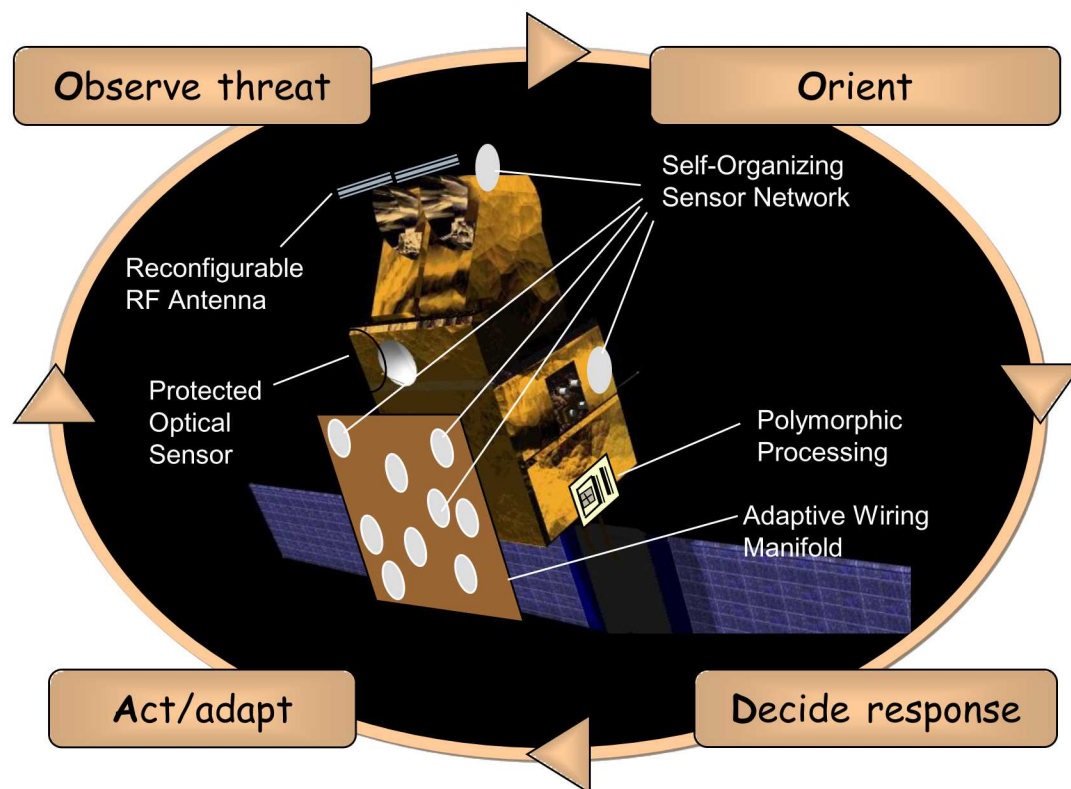 Observe threat
Orient
Self-Organizing
Sensor Network
Reconfigurable
RF Antenna
Protected
Optical
Sensor
Polymorphic
Processing
Adaptive Wiring
Manifold
Act/adapt
Decide response